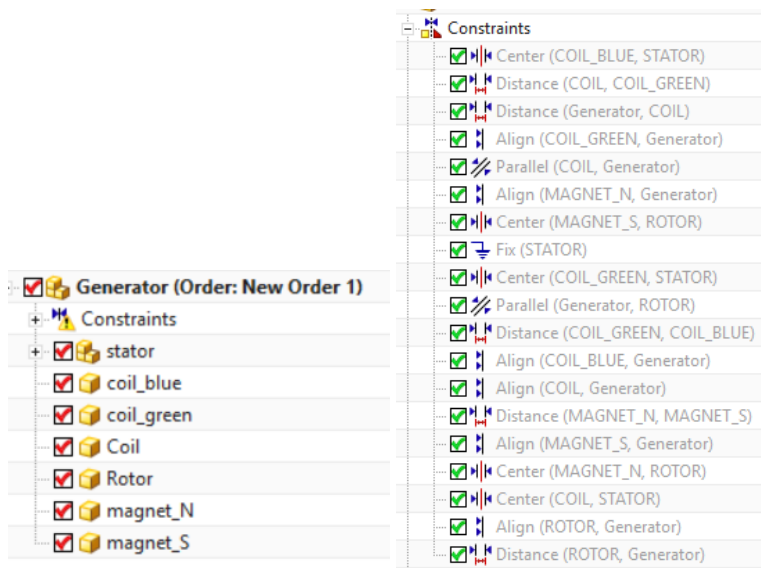 Generator (Order: New Order 1)
Constraints
stator
coil_blue
coil_green
Coil
Rotor
magnet_N
magnet_S
Constraints
Center (COIL_BLUE, STATOR)
Distance (COIL, COIL_GREEN)
Distance (Generator, COIL)
Align (COIL_GREEN, Generator)
Parallel (COIL, Generator)
Align (MAGNET_N, Generator)
Center (MAGNET_S, ROTOR)
Fix (STATOR)
Center (COIL_GREEN, STATOR)
Parallel (Generator, ROTOR)
Distance (COIL_GREEN, COIL_BLUE)
Align (COIL_BLUE, Generator)
Align (COIL, Generator)
Distance (MAGNET_N, MAGNET_S)
Align (MAGNET_S, Generator)
Center (MAGNET_N, ROTOR)
Center (COIL, STATOR)
Align (ROTOR, Generator)
Distance (ROTOR, Generator)